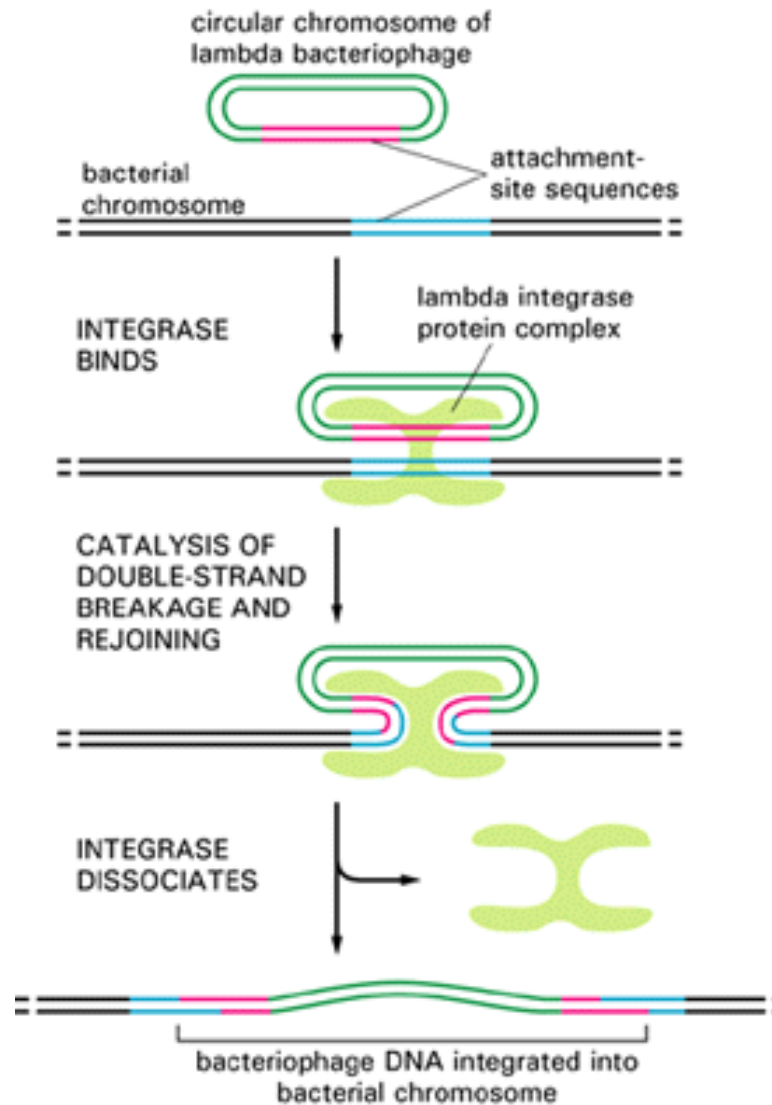 circular chromosome of
lambda bacteriophage
attachment-
site sequences
bacterial
chromosome
lambda integrase
protein complex
INTEGRASE
BINDS
CATALYSIS OF
DOUBLE-STRAND
BREAKAGE AND
REJOINING
INTEGRASE
DISSOCIATES
bacteriophage DNA integrated into
bacterial chromosome